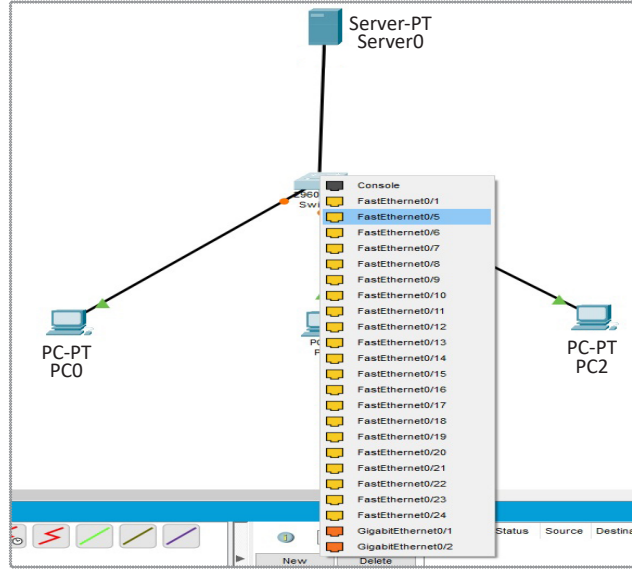 Server-PT
Server0
Console
FastEthernet0/1
FastEthernet0/5
FastEthernet0/6
FastEthernet0/7
FastEthernet0/8
FastEthernet0/9
FastEthernet0/10
FastEthernet0/11
FastEthernet0/12
FastEthernet0/13
FastEthernet0/14
FastEthernet0/15
FastEthernet0/16
FastEthernet0/17
FastEthernet0/18
FastEthernet0/19
FastEthernet0/20
FastEthernet0/21
FastEthernet0/22
FastEthernet0/23
FastEthernet0/24
GigabitEthernet0/1
GigabitEthernet0/2
PC-PT
PC0
PC-PT
PC2
Status Source
New Delete